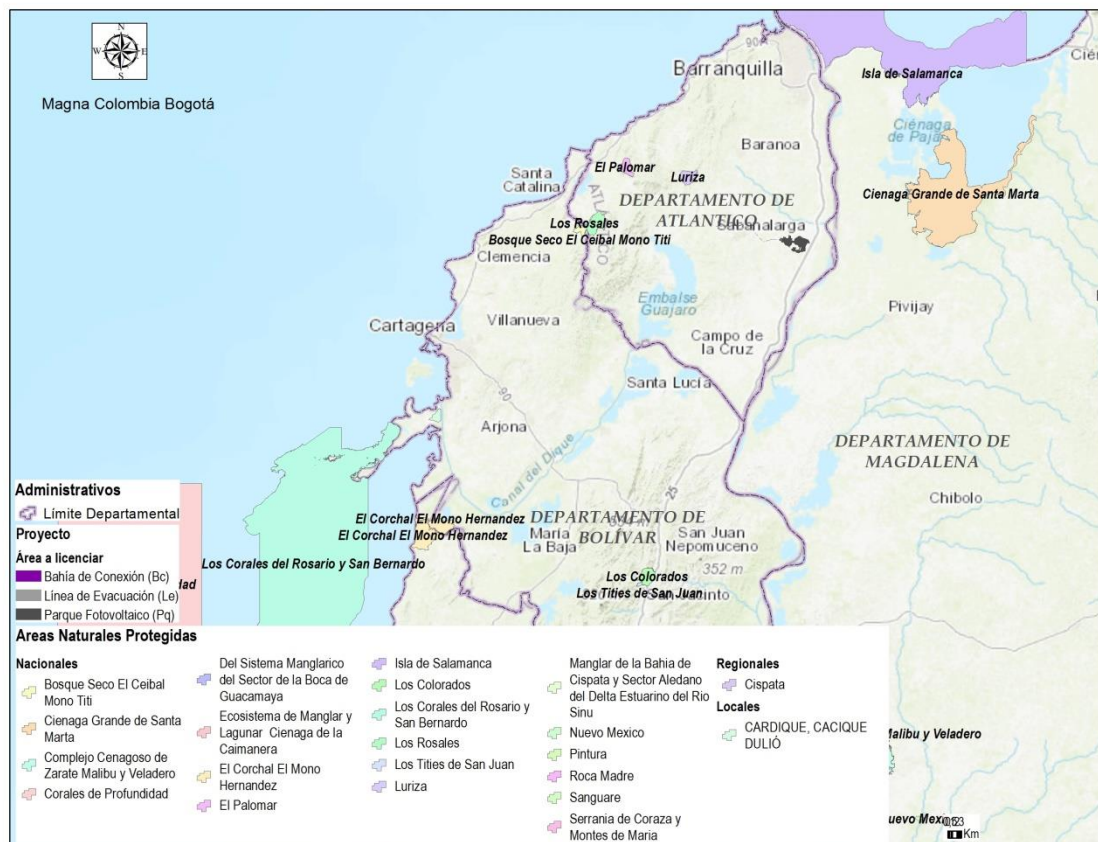 N
W E
S
Magna Colombia Bogotá
90
Barranquilla
Isla de Salamanca
Ciénaga
de Paja
Baranoa
El Palomar
Luriza
Santa
Catalina
Cienaga Grande de Santa Marta
DEPARTAMENTO DE
ATLANTICO
ATLÁNTICO
Los Rosales
Sabanalarga
Bosque Seco El Ceibal Mono Titi
Clemencia
Embalse
Guajaro
Pivijay
Villanueva
Cartagena
Campo de
la Cruz
Santa Lucía
90
Arjona
DEPARTAMENTO DE
MAGDALENA
Canal del Dique
25
Chibolo
El Corchal El Mono Hernandez
DEPARTAMENTO DE
BOLÍVAR
El Corchal El Mono Hernandez
María
La Baja
San Juan
Nepomuceno
352 m
Los Corales del Rosario y San Bernardo
Los Colorados
Los Tities de San Juan
Administrativos
Límite Departamental
Proyecto
Área a licenciar
Bahía de Conexión (Bc)
Línea de Evacuación (Le)
Parque Fotovoltaico (Pq)
Areas Naturales Protegidas
Nacionales
Bosque Seco El Ceibal
Mono Titi
Cienaga Grande de Santa
Marta
Complejo Cenagoso de
Zarate Malibu y Veladero
Corales de Profundidad
Del Sistema Manglarico
del Sector de la Boca de
Guacamaya
Ecosistema de Manglar y
Lagunar Cienaga de la
Caimanera
El Corchal El Mono
Hernandez
El Palomar
Isla de Salamanca
Los Colorados
Los Corales del Rosario y
San Bernardo
Los Rosales
Los Tities de San Juan
Luriza
Manglar de la Bahia de
Cispata y Sector Aledano
del Delta Estuarino del Rio
Sinu
Nuevo Mexico
Pintura
Roca Madre
Sanguare
Serrania de Coraza y
Montes de Maria
Regionales
Cispata
Locales
CARDIQUE, CACIQUE
DULIÓ
Malibu y Veladero
Km